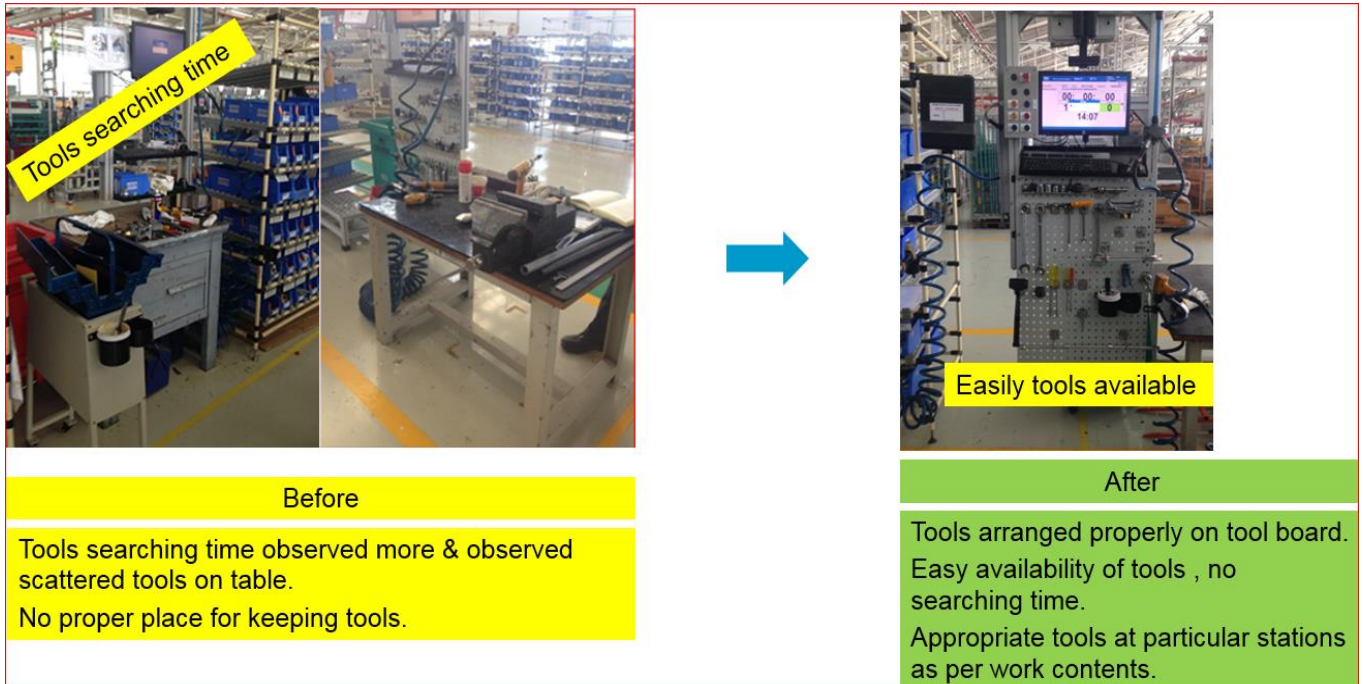 Tools searching time
00: 00: 00
1
0
14:07
Easily tools available
Before
Tools searching time observed more & observed
scattered tools on table.
No proper place for keeping tools.
After
Tools arranged properly on tool board.
Easy availability of tools , no
searching time.
Appropriate tools at particular stations
as per work contents.